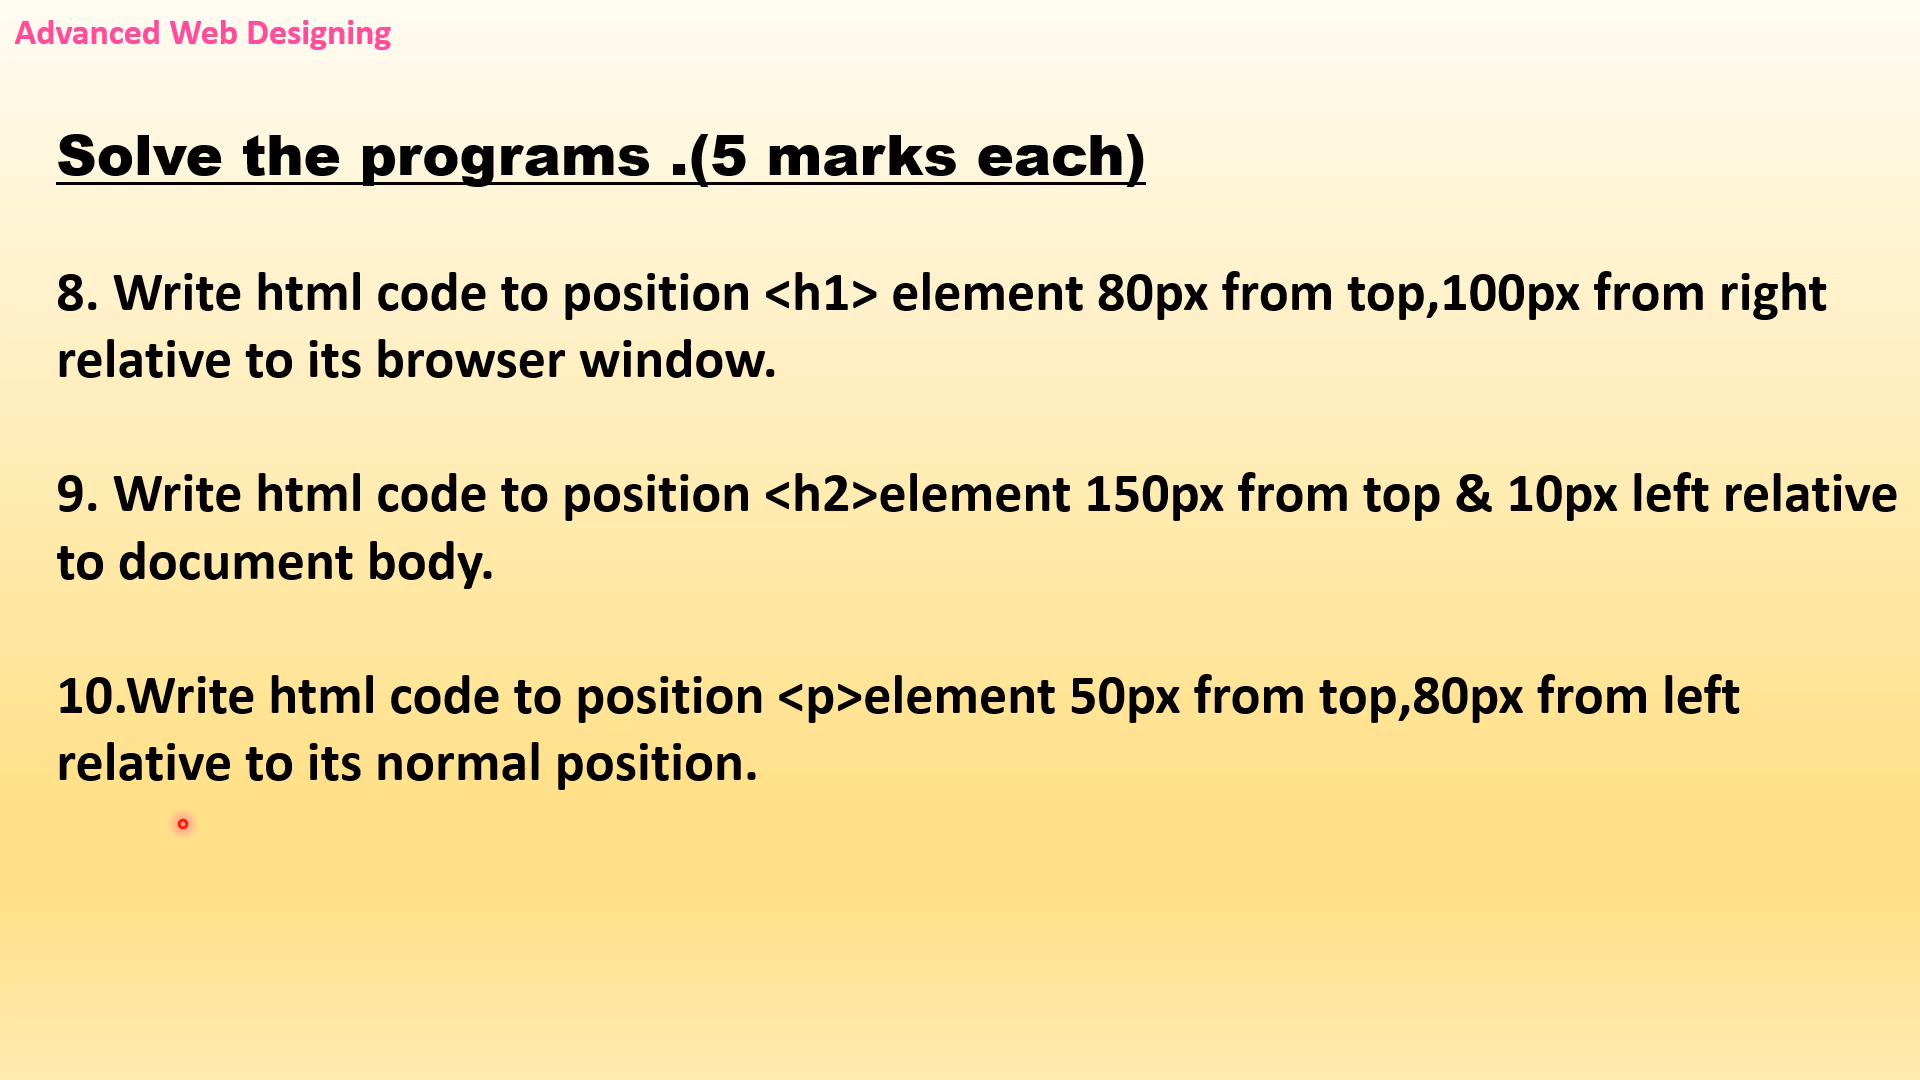 Advanced Web Designing
Solve the programs .(5 marks each)
8. Write html code to position <h1> element 80px from top,100px from right
relative to its browser window.
9. Write html code to position <h2>element 150px from top & 10px left relative
to document body.
10.Write html code to position <p>element 50px from top,80px from left
relative to its normal position.